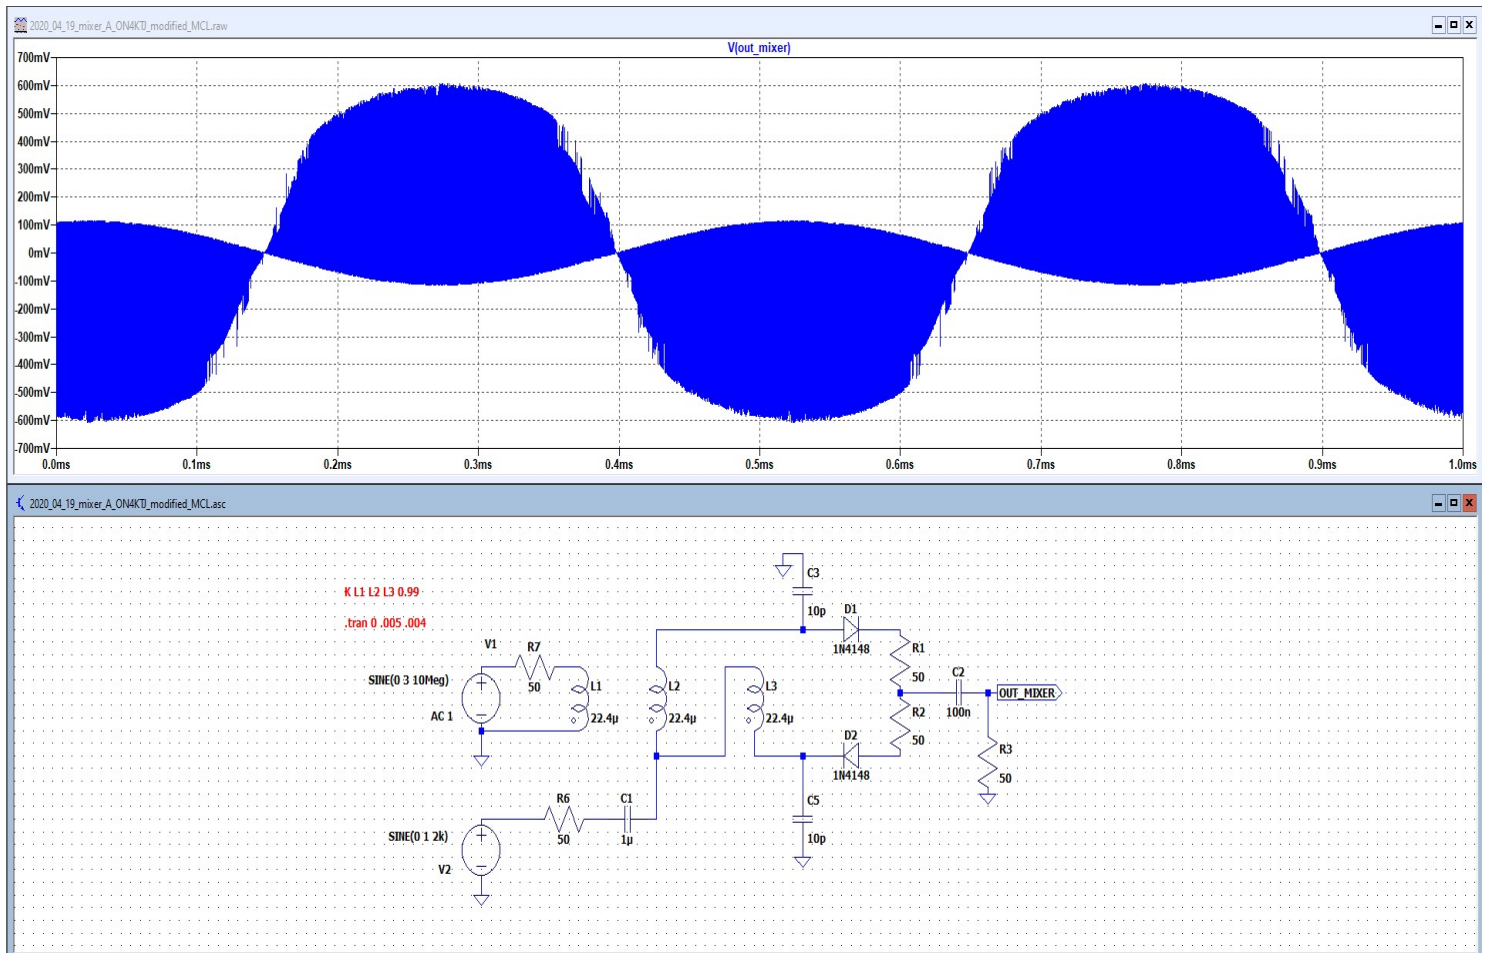 2020_04_19_mixer_A_ON4KTJ_modified_MCL.raw
V(out_mixer)
700mV
600mV
500mV
400mV
300mV
200mV
100mV
0mV
-100mV
-200mV
-300mV
-400mV
-500mV
-600mV
-700mV
0.0ms 0.1ms 0.2ms 0.3ms 0.4ms 0.5ms 0.6ms 0.7ms 0.8ms 0.9ms 1.0ms
2020_04_19_mixer_A_ON4KTJ_modified_MCL.asc
C3
10p
K L1 L2 L3 0.99
.tran 0 .005 .004
D1
1N4148
V1
R7
50
SINE(0 3 10Meg)
AC 1
L1
22.4µ
L2
22.4µ
L3
22.4µ
R1
50
C2
100n
OUT_MIXER
R2
50
D2
1N4148
R3
50
R6
50
C1
1µ
C5
10p
SINE(0 1 2k)
V2